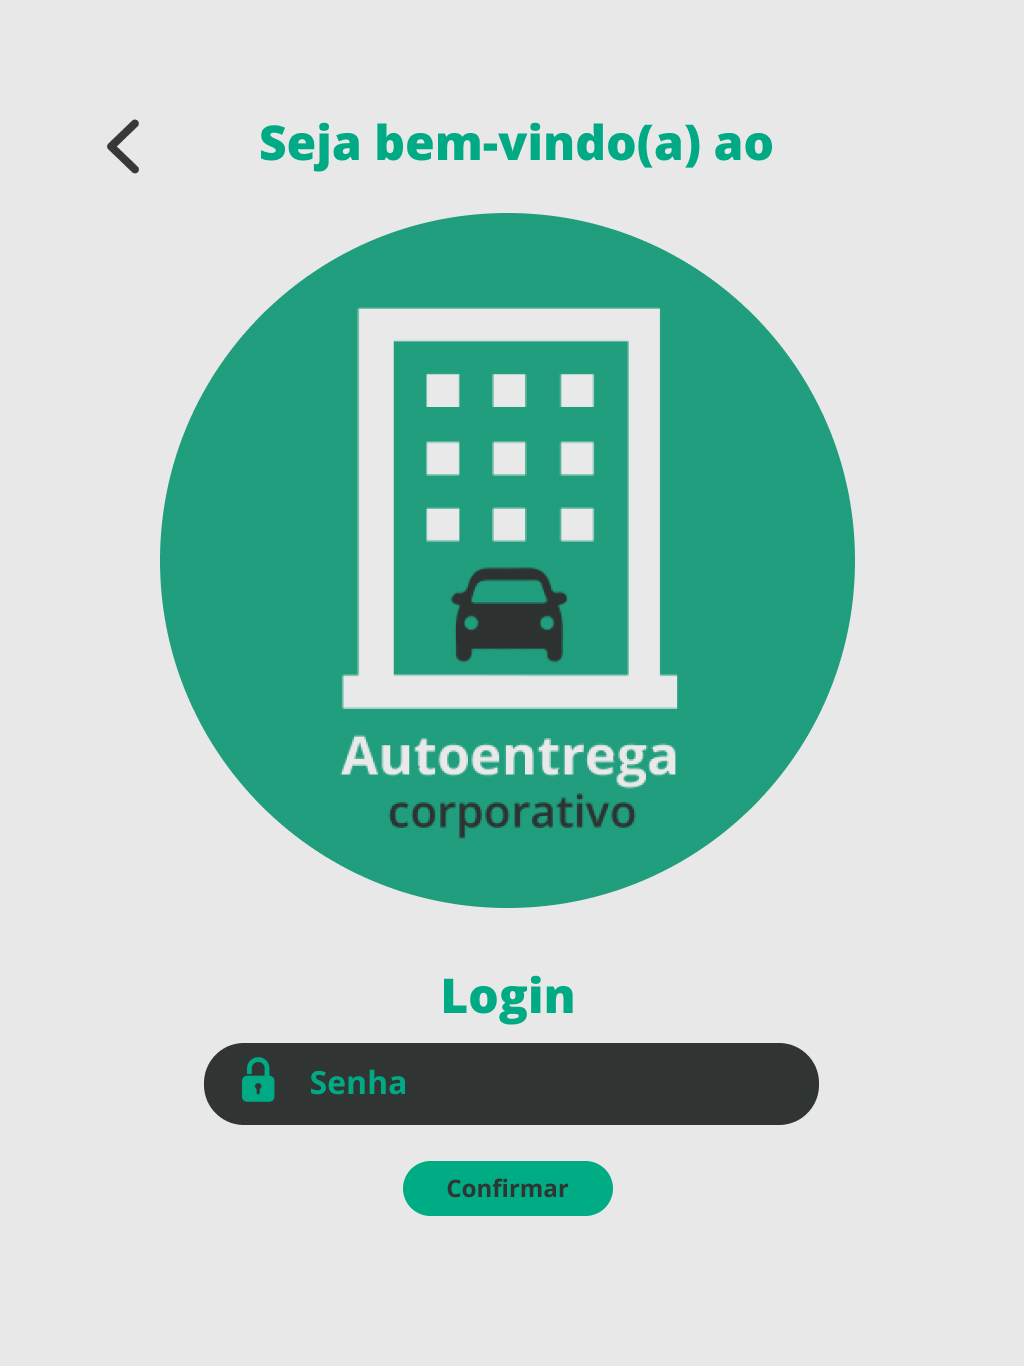 Seja bem-vindo(a) ao
Autoentrega
corporativo
Login
Senha
Confirmar